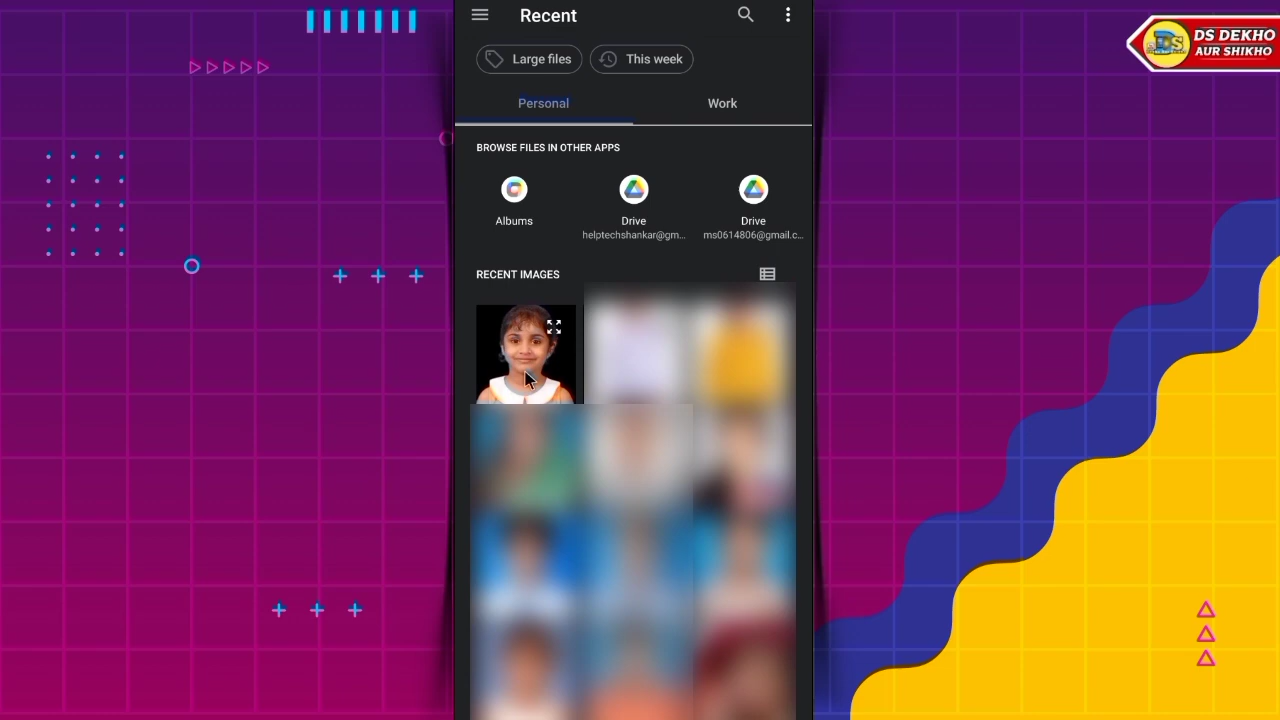 Recent
DS DEKHO
AUR SHIKHO
Large files
This week
Personal
Work
BROWSE FILES IN OTHER APPS
Albums
Drive
Drive
helptechshankar@gm...
ms0614806@gmail.c...
RECENT IMAGES